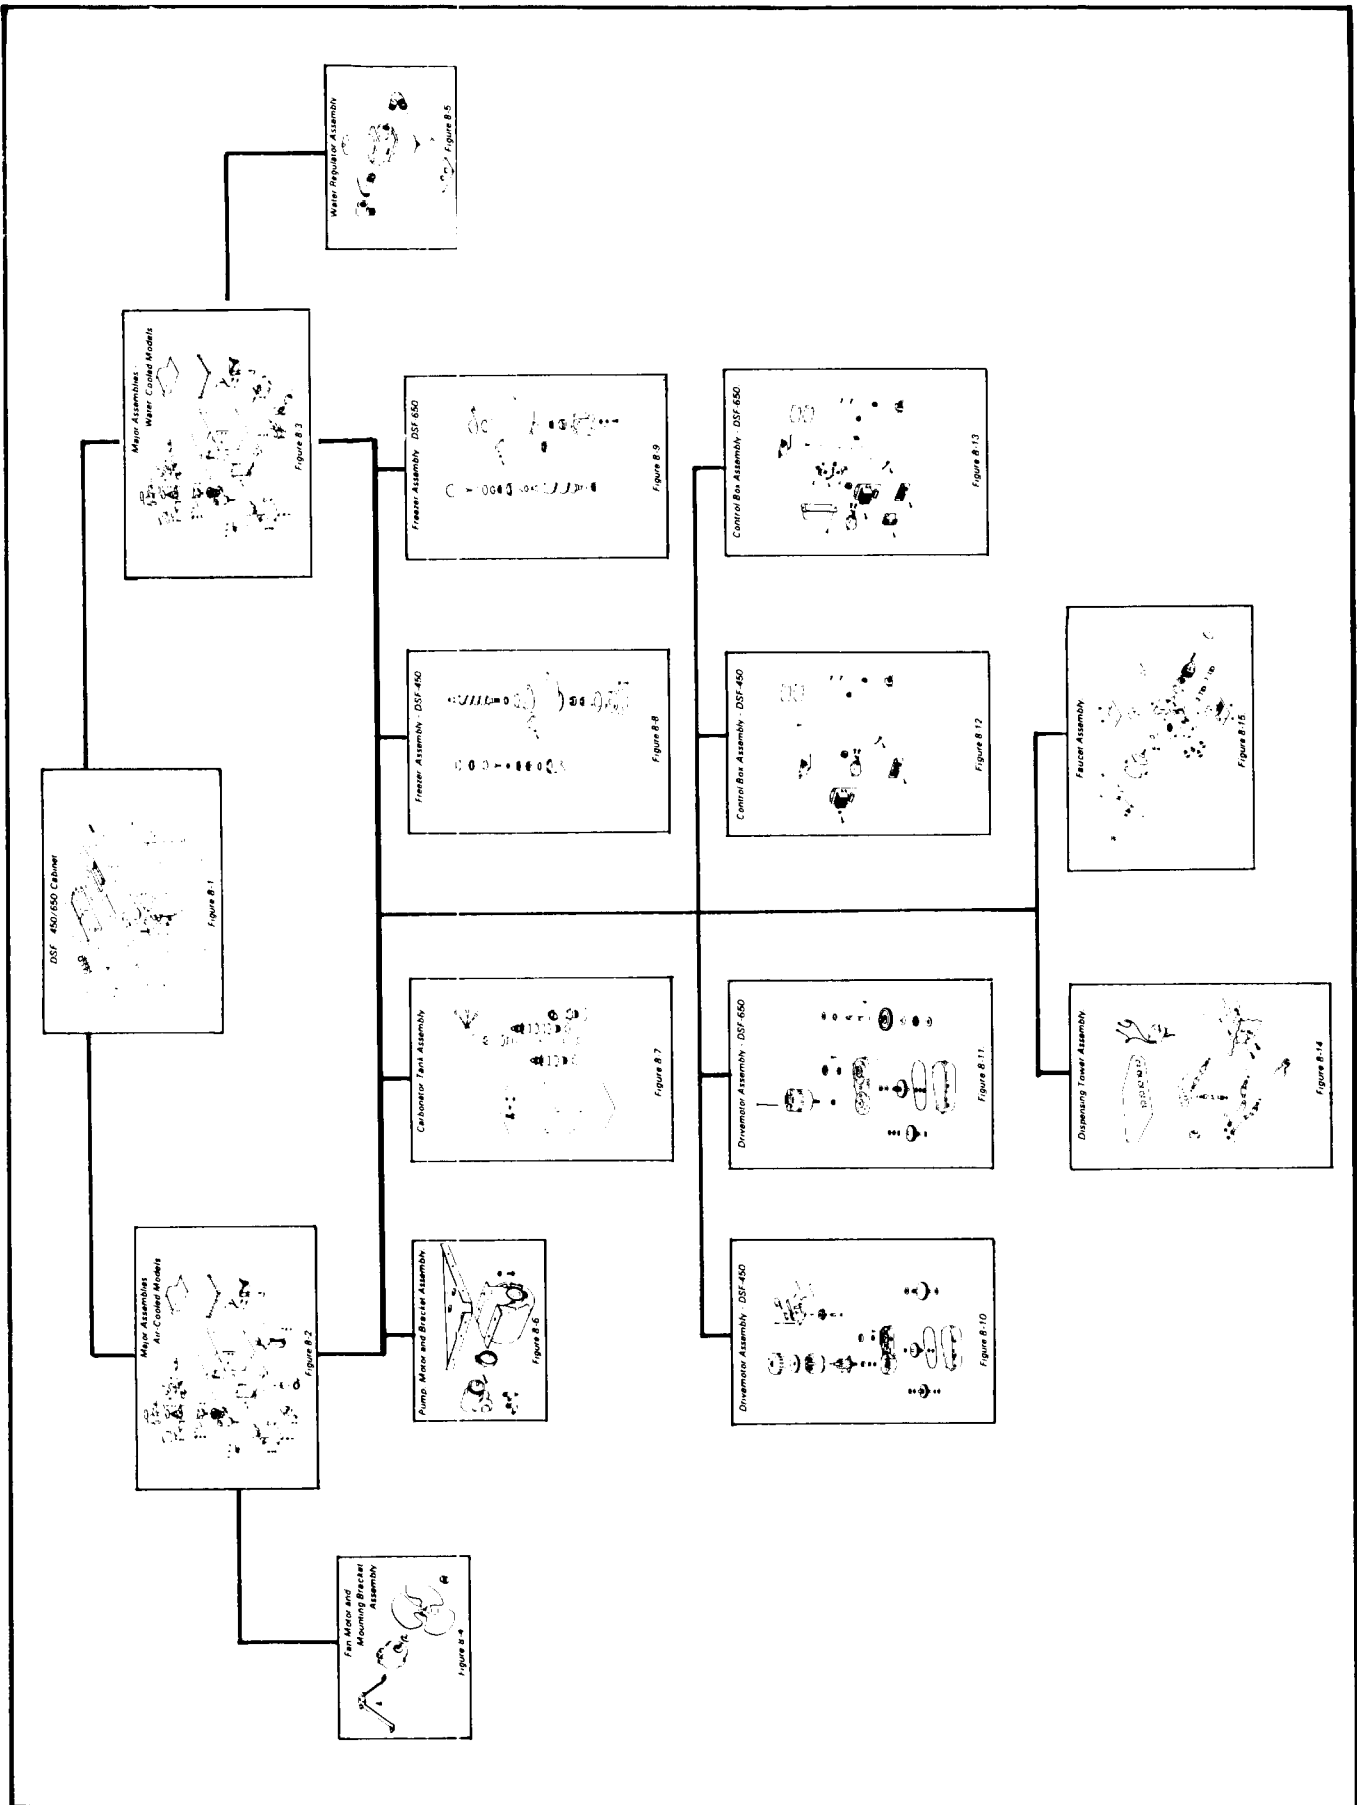 DSF 450/650 Cabinet
Figure 8-1
Major Assemblies
Air-Cooled Models
Figure 8-2
Major Assemblies -
Water Cooled Models
Figure 8-3
Fan Motor and
Mounting Bracket
Assembly
Figure 8-4
Water Regulator Assembly
Figure 8-5
Pump, Motor and Bracket Assembly
Figure 8-6
Carbonator Tank Assembly
Figure 8-7
Freezer Assembly - DSF-450
Figure 8-8
Freezer Assembly DSF 650
Figure 8-9
Drivemotor Assembly - DSF-450
Figure 8-10
Drivemotor Assembly - DSF-650
Figure 8-11
Control Box Assembly - DSF-450
Figure 8-12
Control Box Assembly - DSF-650
Figure 8-13
Dispensing Tower Assembly
Figure 8-14
Faucet Assembly
Figure 8-15